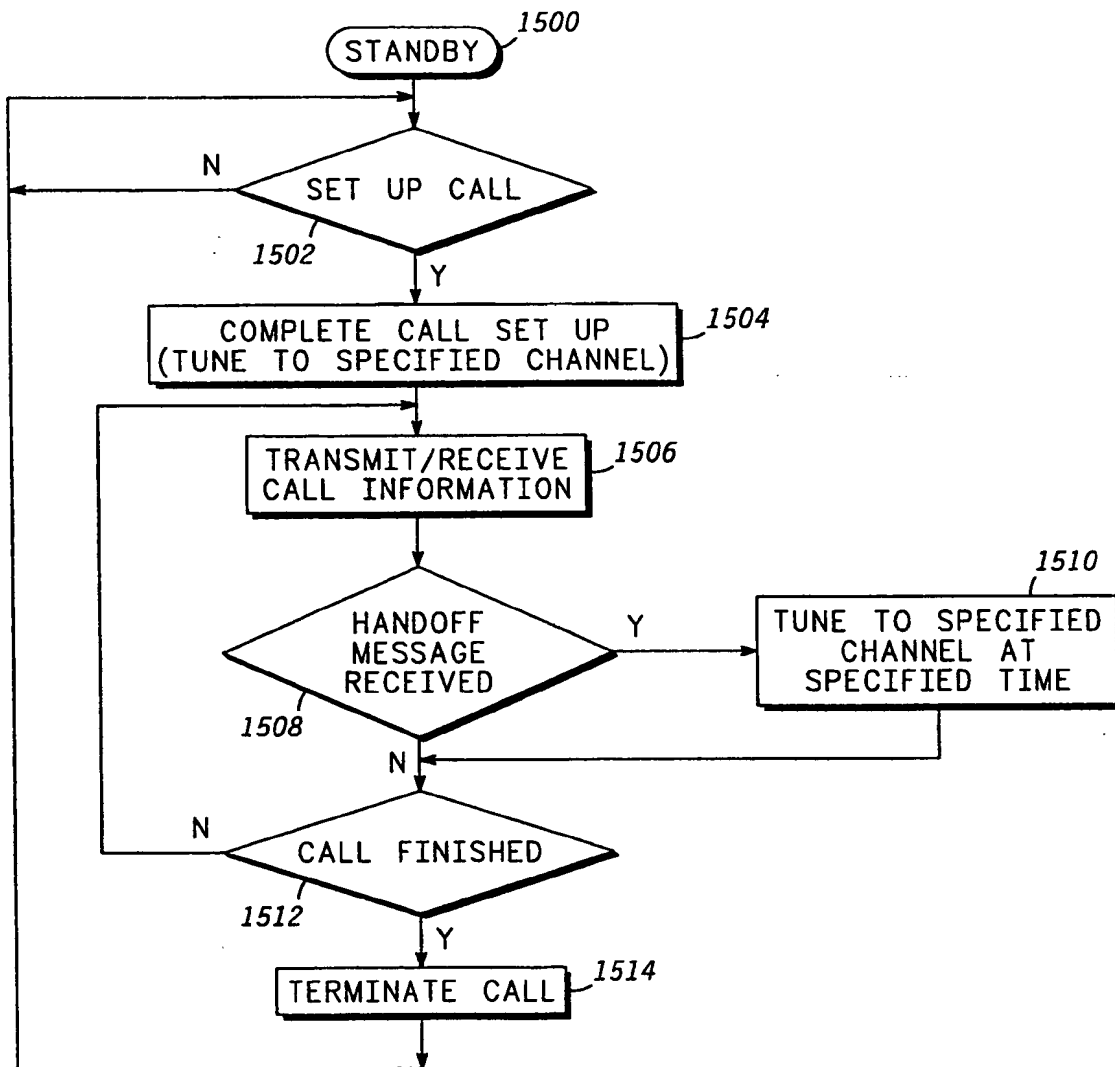 1500
STANDBY
N
SET UP CALL
1502
Y
COMPLETE CALL SET UP
(TUNE TO SPECIFIED CHANNEL)
1504
TRANSMIT/RECEIVE
CALL INFORMATION
1506
HANDOFF
MESSAGE
RECEIVED
1508
Y
1510
TUNE TO SPECIFIED
CHANNEL AT
SPECIFIED TIME
N
N
CALL FINISHED
1512
Y
TERMINATE CALL
1514